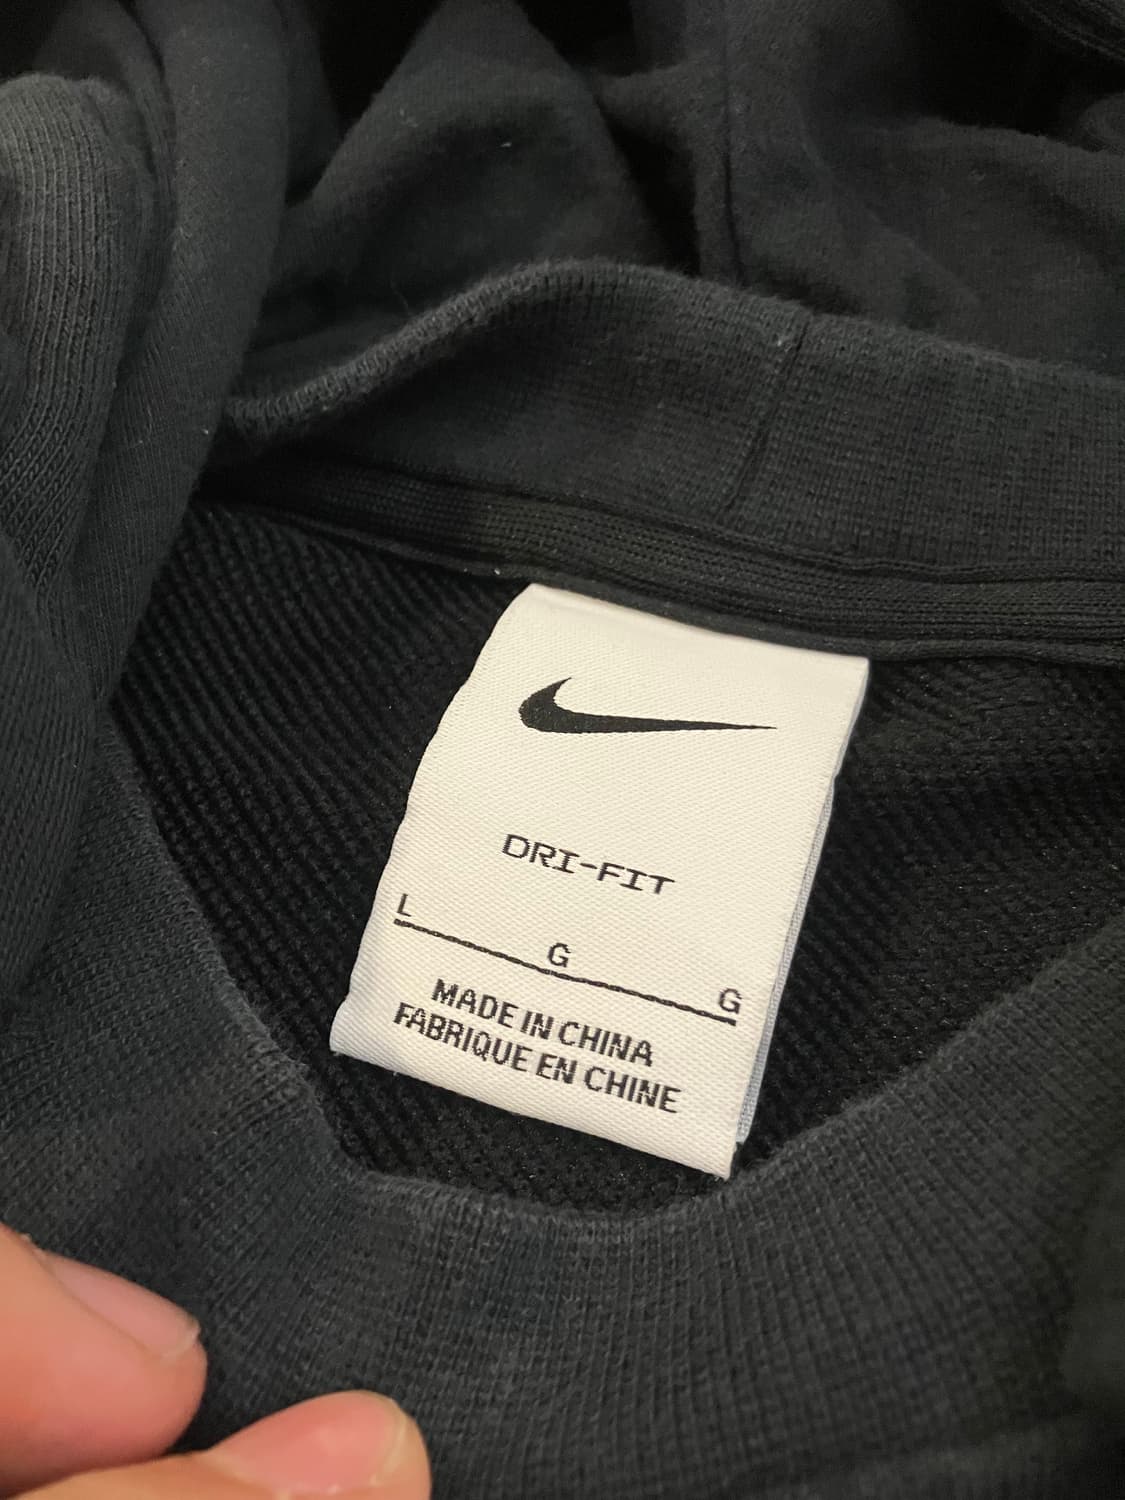 DRI-FIT
L G G
MADE IN CHINA
FABRIQUE EN CHINE